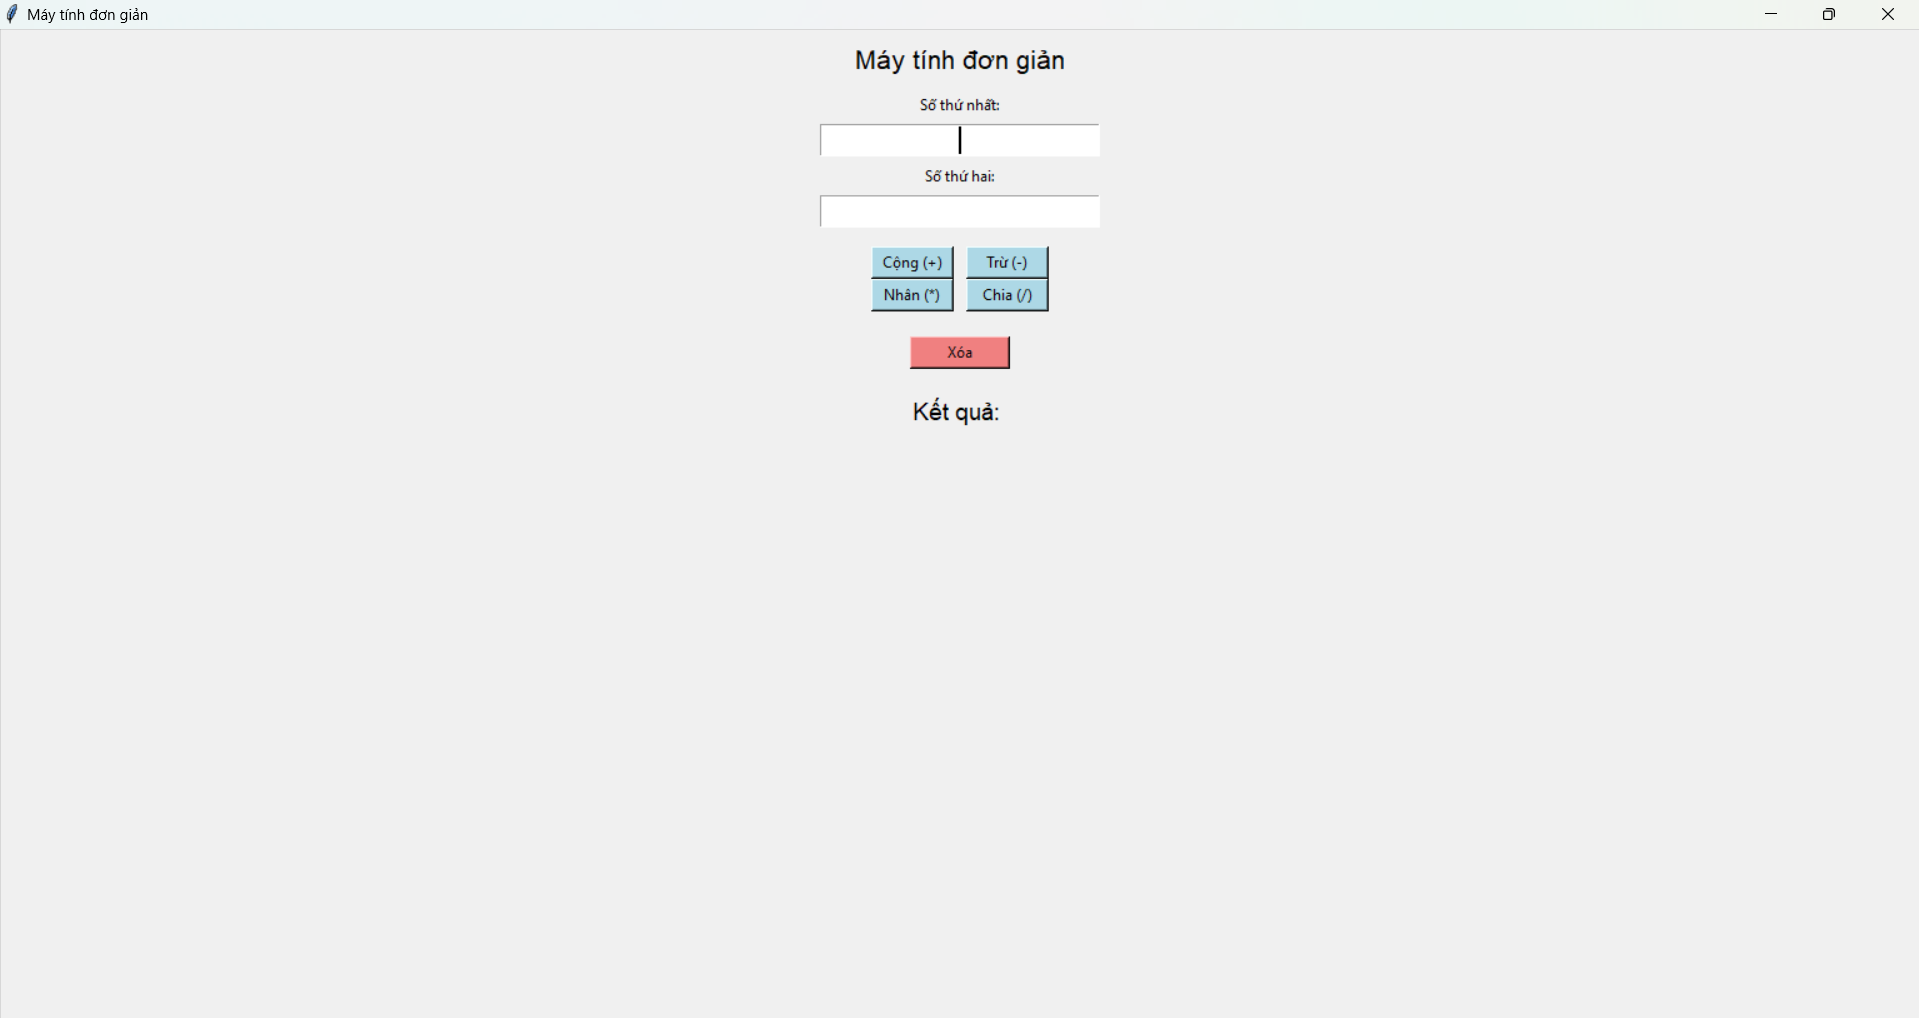 Máy tính đơn giản
Máy tính đơn giản
Số thứ nhất:
Số thứ hai:
Cộng (+) Trừ (-)
Nhân (*) Chia (/)
Xóa
Kết quả: